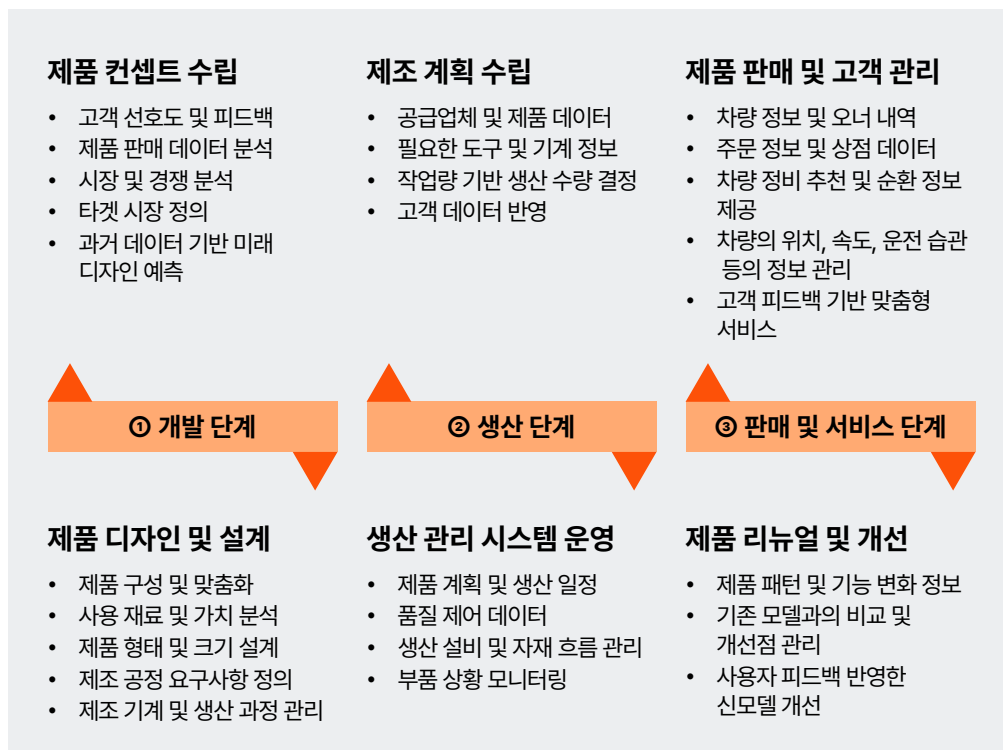 제품 컨셉트 수립
• 고객 선호도 및 피드백
• 제품 판매 데이터 분석
• 시장 및 경쟁 분석
• 타겟 시장 정의
• 과거 데이터 기반 미래
디자인 예측
제조 계획 수립
• 공급업체 및 제품 데이터
• 필요한 도구 및 기계 정보
• 작업량 기반 생산 수량 결정
• 고객 데이터 반영
제품 판매 및 고객 관리
• 차량 정보 및 오너 내역
• 주문 정보 및 상점 데이터
• 차량 정비 추천 및 순환 정보
제공
• 차량의 위치, 속도, 운전 습관
등의 정보 관리
• 고객 피드백 기반 맞춤형
서비스
① 개발 단계
② 생산 단계
③ 판매 및 서비스 단계
제품 디자인 및 설계
• 제품 구성 및 맞춤화
• 사용 재료 및 가치 분석
• 제품 형태 및 크기 설계
• 제조 공정 요구사항 정의
• 제조 기계 및 생산 과정 관리
생산 관리 시스템 운영
• 제품 계획 및 생산 일정
• 품질 제어 데이터
• 생산 설비 및 자재 흐름 관리
• 부품 상황 모니터링
제품 리뉴얼 및 개선
• 제품 패턴 및 기능 변화 정보
• 기존 모델과의 비교 및
개선점 관리
• 사용자 피드백 반영한
신모델 개선